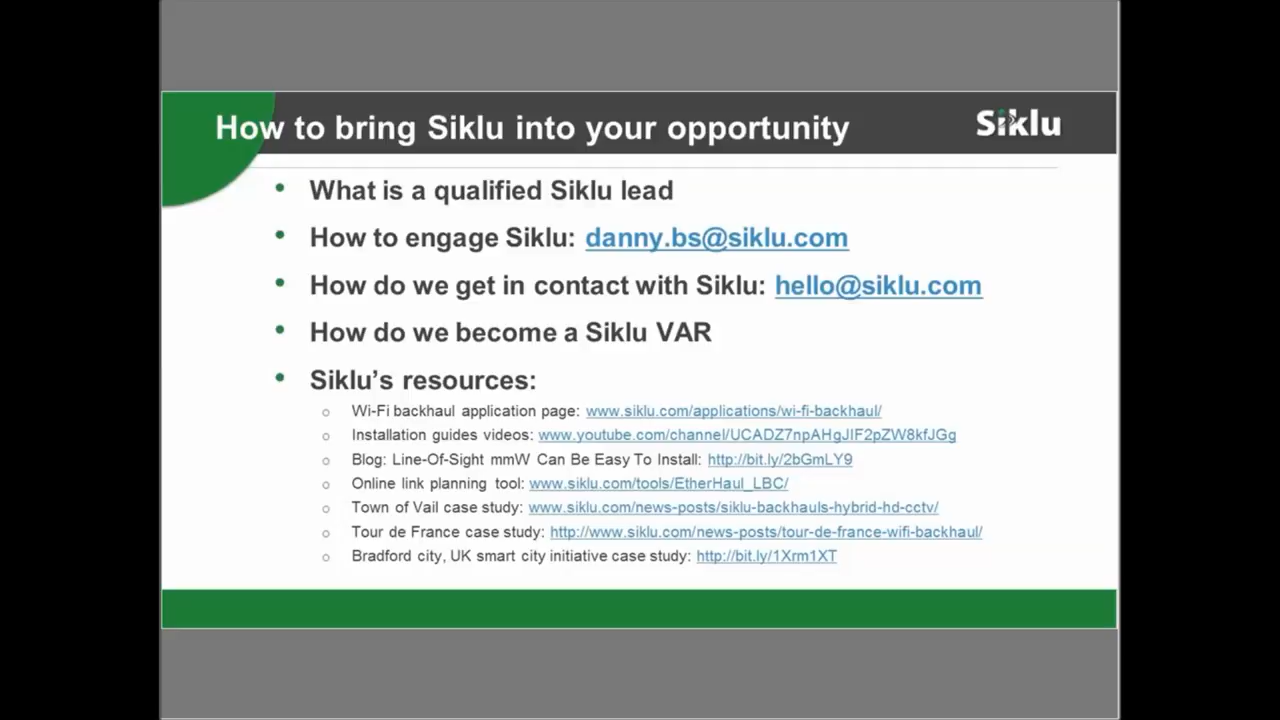 How to bring Siklu into your opportunity
Siklu
• What is a qualified Siklu lead
• How to engage Siklu: danny.bs@siklu.com
• How do we get in contact with Siklu: hello@siklu.com
• How do we become a Siklu VAR
• Siklu's resources:
o Wi-Fi backhaul application page: www.siklu.com/applications/wi-fi-backhaul/
o Installation guides videos: www.youtube.com/channel/UCADZ7npAHgJIF2pZW8kfJGg
o Blog: Line-Of-Sight mmW Can Be Easy To Install: http://bit.ly/2bGmLY9
o Online link planning tool: www.siklu.com/tools/EtherHaul_LBC/
o Town of Vail case study: www.siklu.com/news-posts/siklu-backhauls-hybrid-hd-cctv/
o Tour de France case study: http://www.siklu.com/news-posts/tour-de-france-wifi-backhaul/
o Bradford city, UK smart city initiative case study: http://bit.ly/1Xrm1XT